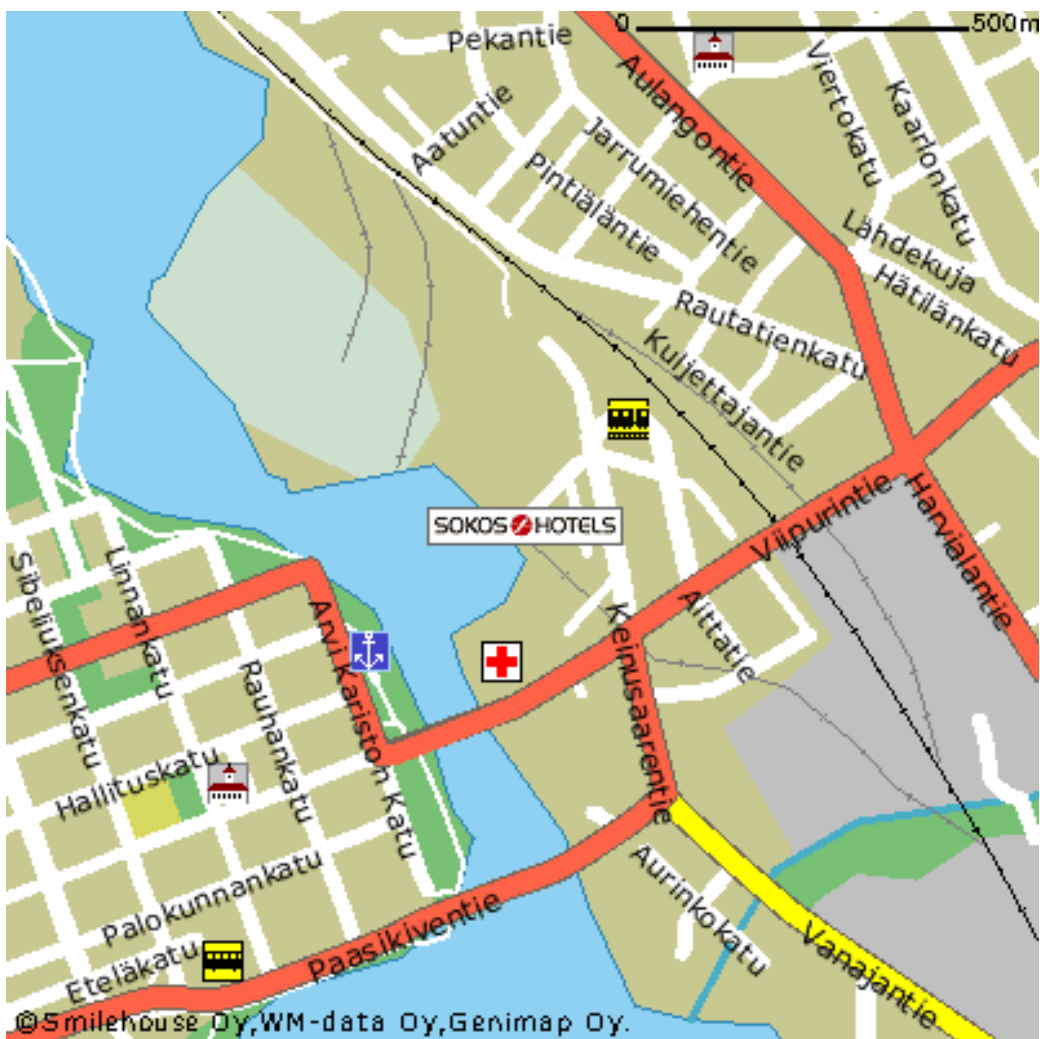 0 500m
Pekantie
Aulangontie
Viertokatu
Kaarlonkatu
Aatuntie
Jarrumiehentie
Pintiäläntie
Lähdekuja
Hätilänkatu
Rautatienkatu
Kuljettajantie
SOKOS HOTELS
Viipurintie
Harvialantie
Sibeliuksenkatu
Linnankatu
Arvi Kariston Katu
Keinusaarentie
Aittatie
Rauhankatu
Hallituskatu
Palokunnankatu
Aurinkokatu
Paasikiventie
Vanajantie
Eteläkatu
©Smilehouse Oy,WM-data Oy,Genimap Oy.